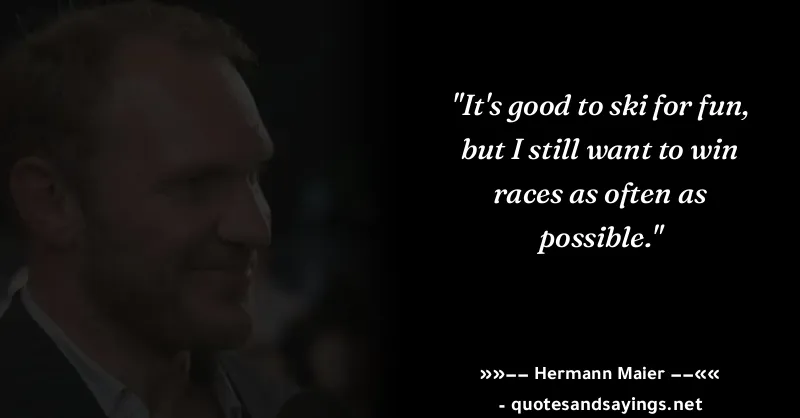 "It's good to ski for fun,
but I still want to win
races as often as
possible."
»»−− Hermann Maier −−««
- quotesandsayings.net